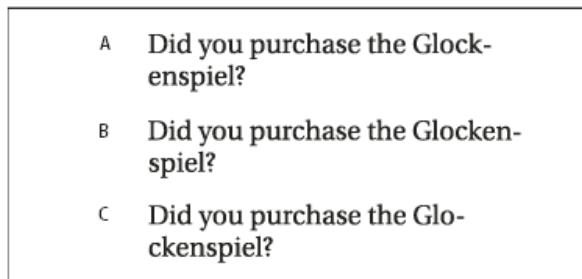 A Did you purchase the Glock-
enspiel?
B Did you purchase the Glocken-
spiel?
C Did you purchase the Glo-
ckenspiel?